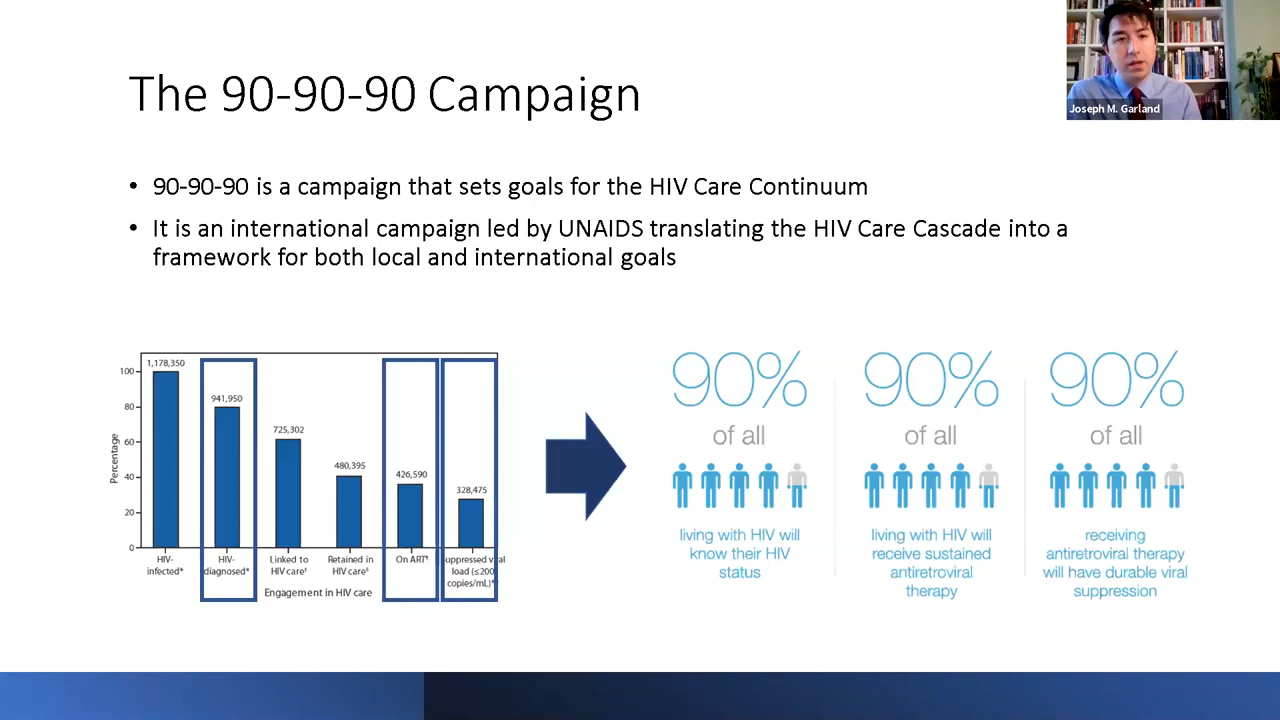 The 90-90-90 Campaign
Joseph M. Garland
• 90-90-90 is a campaign that sets goals for the HIV Care Continuum
• It is an international campaign led by UNAIDS translating the HIV Care Cascade into a
framework for both local and international goals
Percentage
100
80
60
40
20
0
1,178,350
941,950
725,302
480,395
426,590
328,475
HIV-
infected*
HIV-
diagnosed*
Linked to
HIV care†
Retained in
HIV care§
On ART¶
uppressed viral
load (≤200
copies/mL)*
Engagement in HIV care
90%
of all
living with HIV will
know their HIV
status
90%
of all
living with HIV will
receive sustained
antiretroviral
therapy
90%
of all
receiving
antiretroviral therapy
will have durable viral
suppression